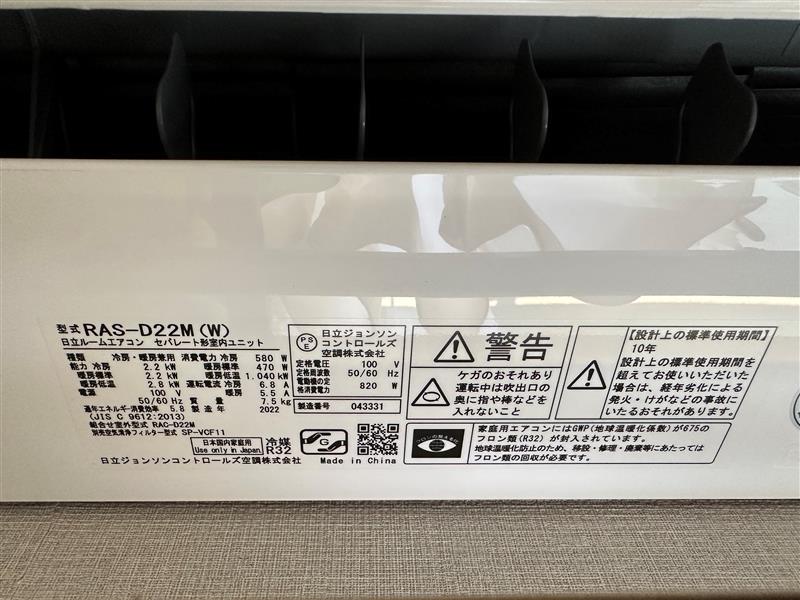 型式 RAS-D22M(W)
日立ルームエアコン セパレート形室内ユニット
種類 冷房・暖房兼用 消費電力 冷房 580 W
能力 冷房 2.2 kW 暖房標準 470 W
暖房標準 2.2 kW 暖房低温 1.040 kW
暖房低温 2.8 kW 運転電流 冷房 6.8 A
電源 100 V 暖房 5.5 A
50/60 Hz 質量 7.5 kg
通年エネルギー消費効率 5.8 製造年 2022
(JIS C 9612:2013)
組合せ室外型式 RAC-D22M
別売空気清浄フィルター型式 SP-VCF11
日本国内家庭用
Use only in Japan
冷媒
R32
日立ジョンソンコントロールズ空調株式会社
PS
E
日立ジョンソン
コントロールズ
空調株式会社
定格電圧 100 V
定格周波数 50/60 Hz
電動機の定格消費電力 820 W
製造番号 043331
G
Made in China
警告
ケガのおそれあり
運転中は吹出口の
奥に指や棒などを
入れないこと
【設計上の標準使用期間】
10年
設計上の標準使用期間を
超えてお使いいただいた
場合は、経年劣化による
発火・けがなどの事故に
いたるおそれがあります。
フロンの見える化
家庭用エアコンにはGWP(地球温暖化係数)が675の
フロン類(R32)が封入されています。
地球温暖化防止のため、移設・修理・廃棄等にあたっては
フロン類の回収が必要です。